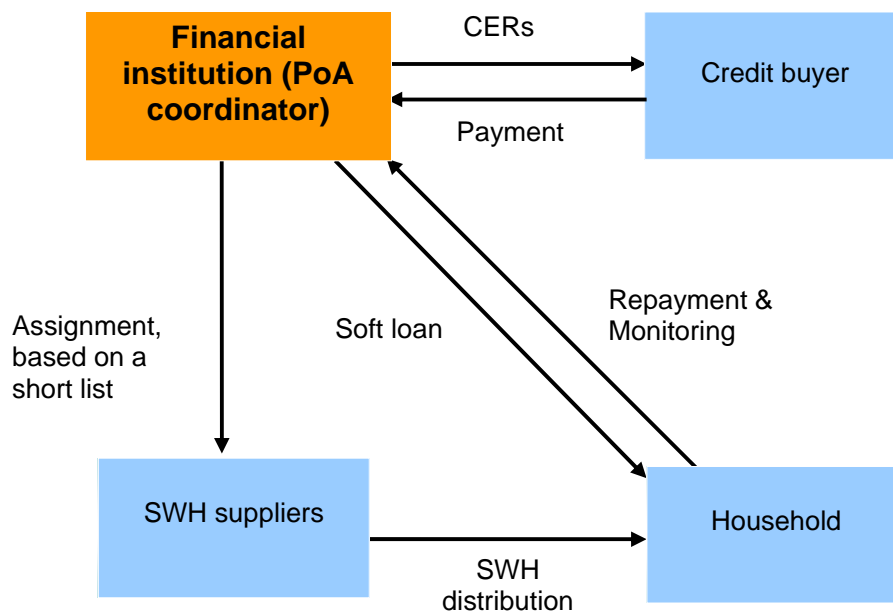 Financial
institution (PoA
coordinator)
CERs
Credit buyer
Payment
Assignment,
based on a
short list
Soft loan
Repayment &
Monitoring
SWH suppliers
Household
SWH
distribution